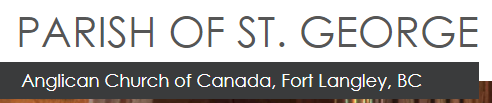 PARISH OF ST. GEORGE
Anglican Church of Canada, Fort Langley, BC